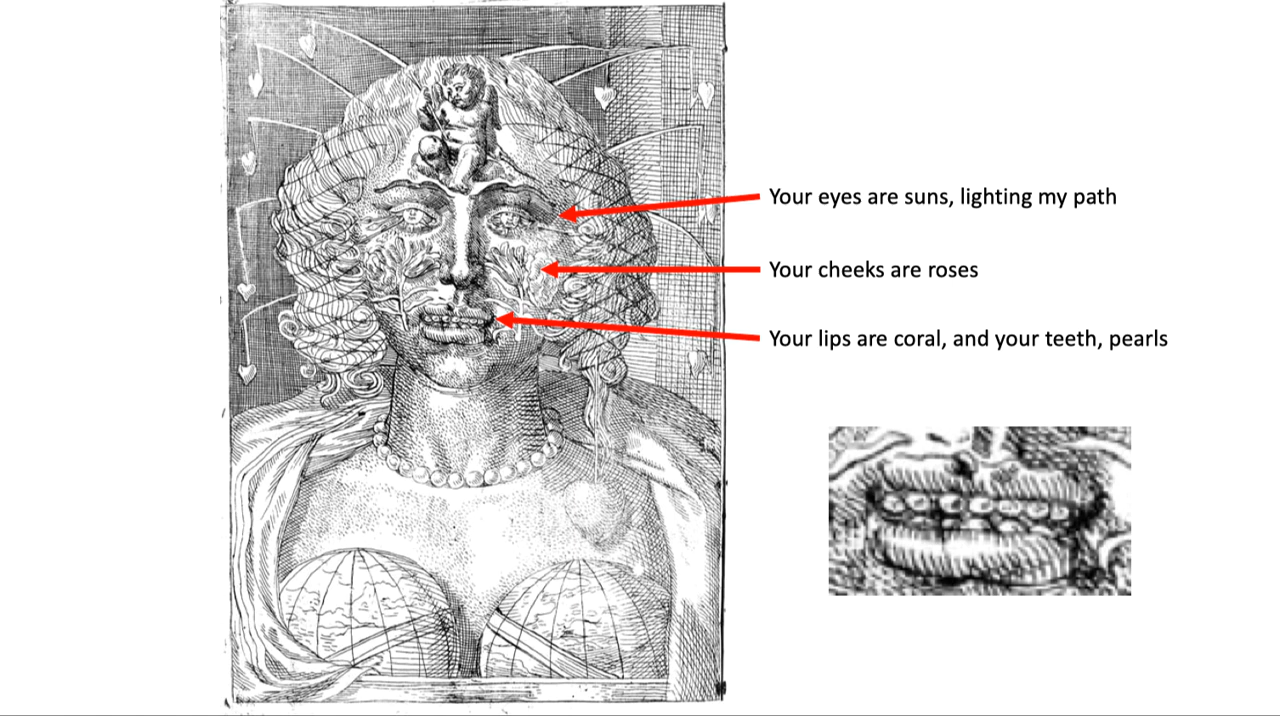 Your eyes are suns, lighting my path
Your cheeks are roses
Your lips are coral, and your teeth, pearls